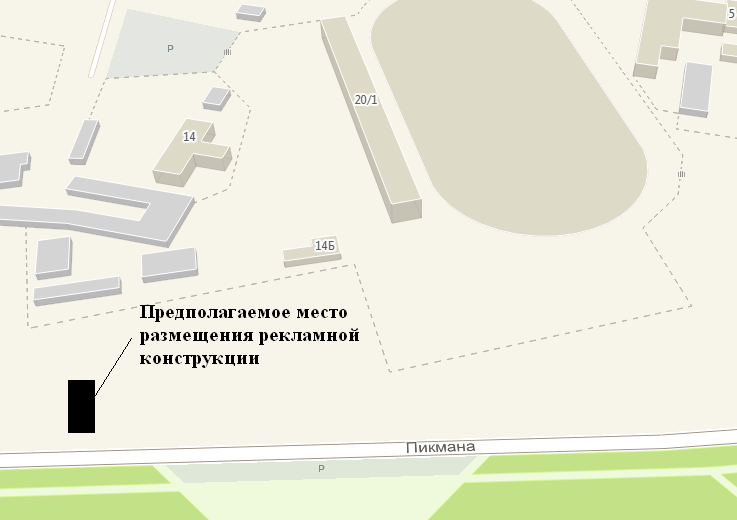 5
P
20/1
14
14Б
Предполагаемое место
размещения рекламной
конструкции
Пикмана
P